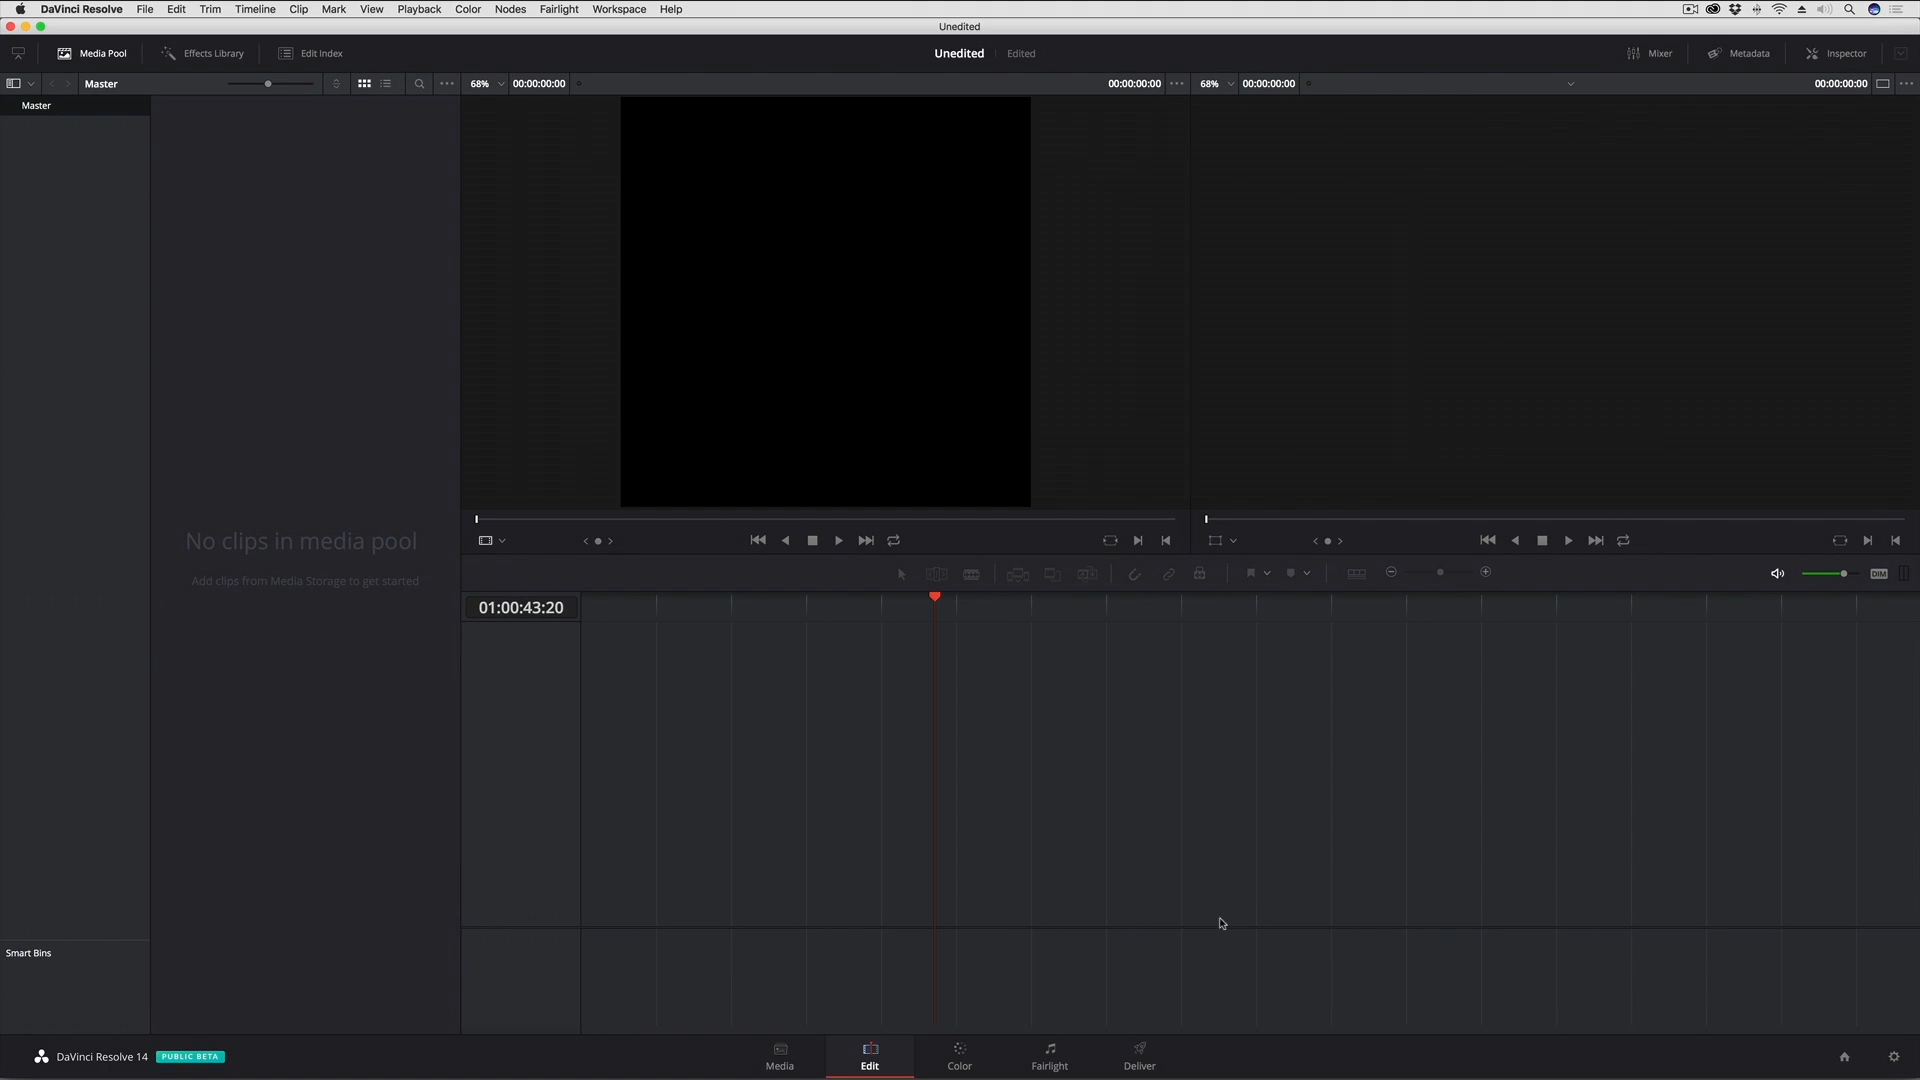 DaVinci Resolve File Edit Trim Timeline Clip Mark View Playback Color Nodes Fairlight Workspace Help
Unedited
Media Pool Effects Library Edit Index Unedited Edited Mixer Metadata Inspector
Master 68% 00:00:00:00 00:00:00:00 68% 00:00:00:00 00:00:00:00
Master
No clips in media pool
Add clips from Media Storage to get started
DIM
01:00:43:20
Smart Bins
DaVinci Resolve 14 PUBLIC BETA Media Edit Color Fairlight Deliver